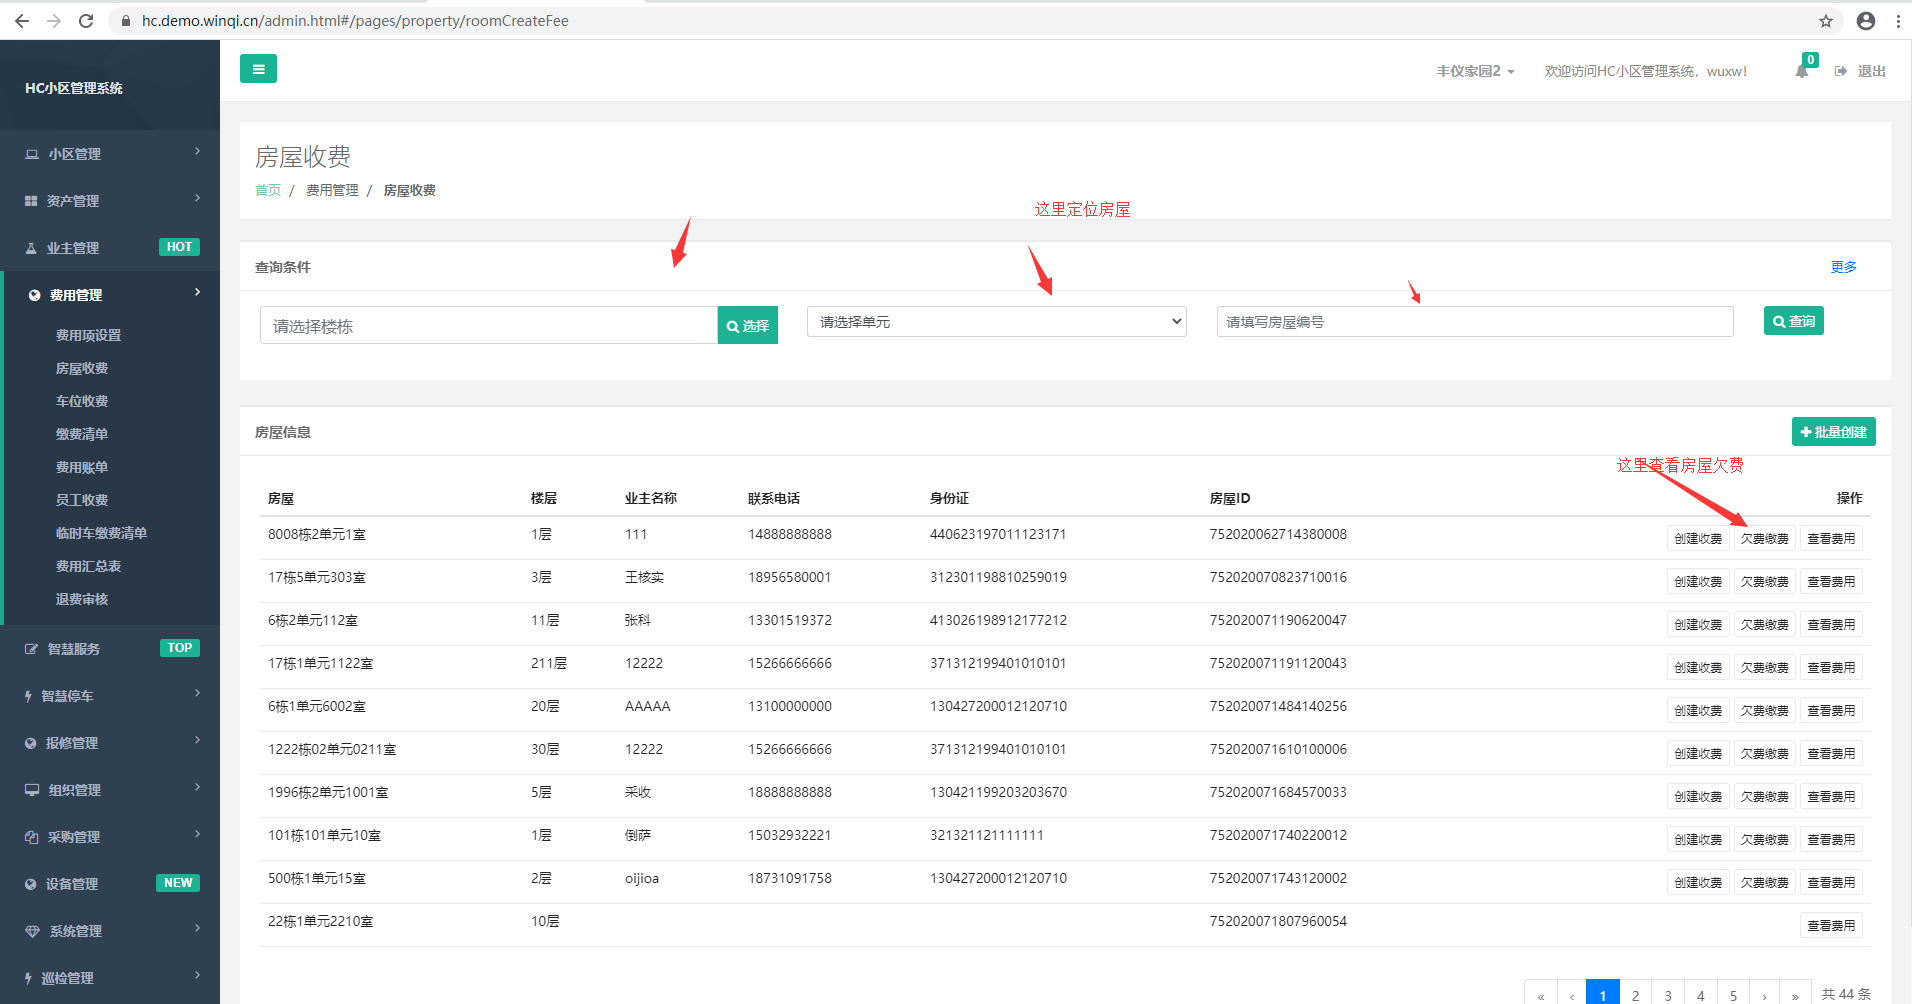 hc.demo.winqi.cn/admin.html#/pages/property/roomCreateFee
HC小区管理系统
丰仪家园2
欢迎访问HC小区管理系统，wuxw！
0
退出
小区管理
资产管理
业主管理 HOT
费用管理
费用项设置
房屋收费
车位收费
缴费清单
费用账单
员工收费
临时车缴费清单
费用汇总表
退费审核
智慧服务 TOP
智慧停车
报修管理
组织管理
采购管理
设备管理 NEW
系统管理
巡检管理
房屋收费
首页 / 费用管理 / 房屋收费
这里定位房屋
查询条件 更多
请选择楼栋 选择 请选择单元 请填写房屋编号 查询
房屋信息 批量创建
这里查看房屋欠费
房屋 楼层 业主名称 联系电话 身份证 房屋ID 操作
8008栋2单元1室 1层 111 14888888888 440623197011123171 752020062714380008 创建收费 欠费缴费 查看费用
17栋5单元303室 3层 王核实 18956580001 312301198810259019 752020070823710016 创建收费 欠费缴费 查看费用
6栋2单元112室 11层 张科 13301519372 413026198912177212 752020071190620047 创建收费 欠费缴费 查看费用
17栋1单元1122室 211层 12222 15266666666 371312199401010101 752020071191120043 创建收费 欠费缴费 查看费用
6栋1单元6002室 20层 AAAAA 13100000000 130427200012120710 752020071484140256 创建收费 欠费缴费 查看费用
1222栋02单元0211室 30层 12222 15266666666 371312199401010101 752020071610100006 创建收费 欠费缴费 查看费用
1996栋2单元1001室 5层 采收 18888888888 130421199203203670 752020071684570033 创建收费 欠费缴费 查看费用
101栋101单元10室 1层 倒萨 15032932221 321321121111111 752020071740220012 创建收费 欠费缴费 查看费用
500栋1单元15室 2层 oijioa 18731091758 130427200012120710 752020071743120002 创建收费 欠费缴费 查看费用
22栋1单元2210室 10层 752020071807960054 查看费用
« ‹ 1 2 3 4 5 › » 共 44 条